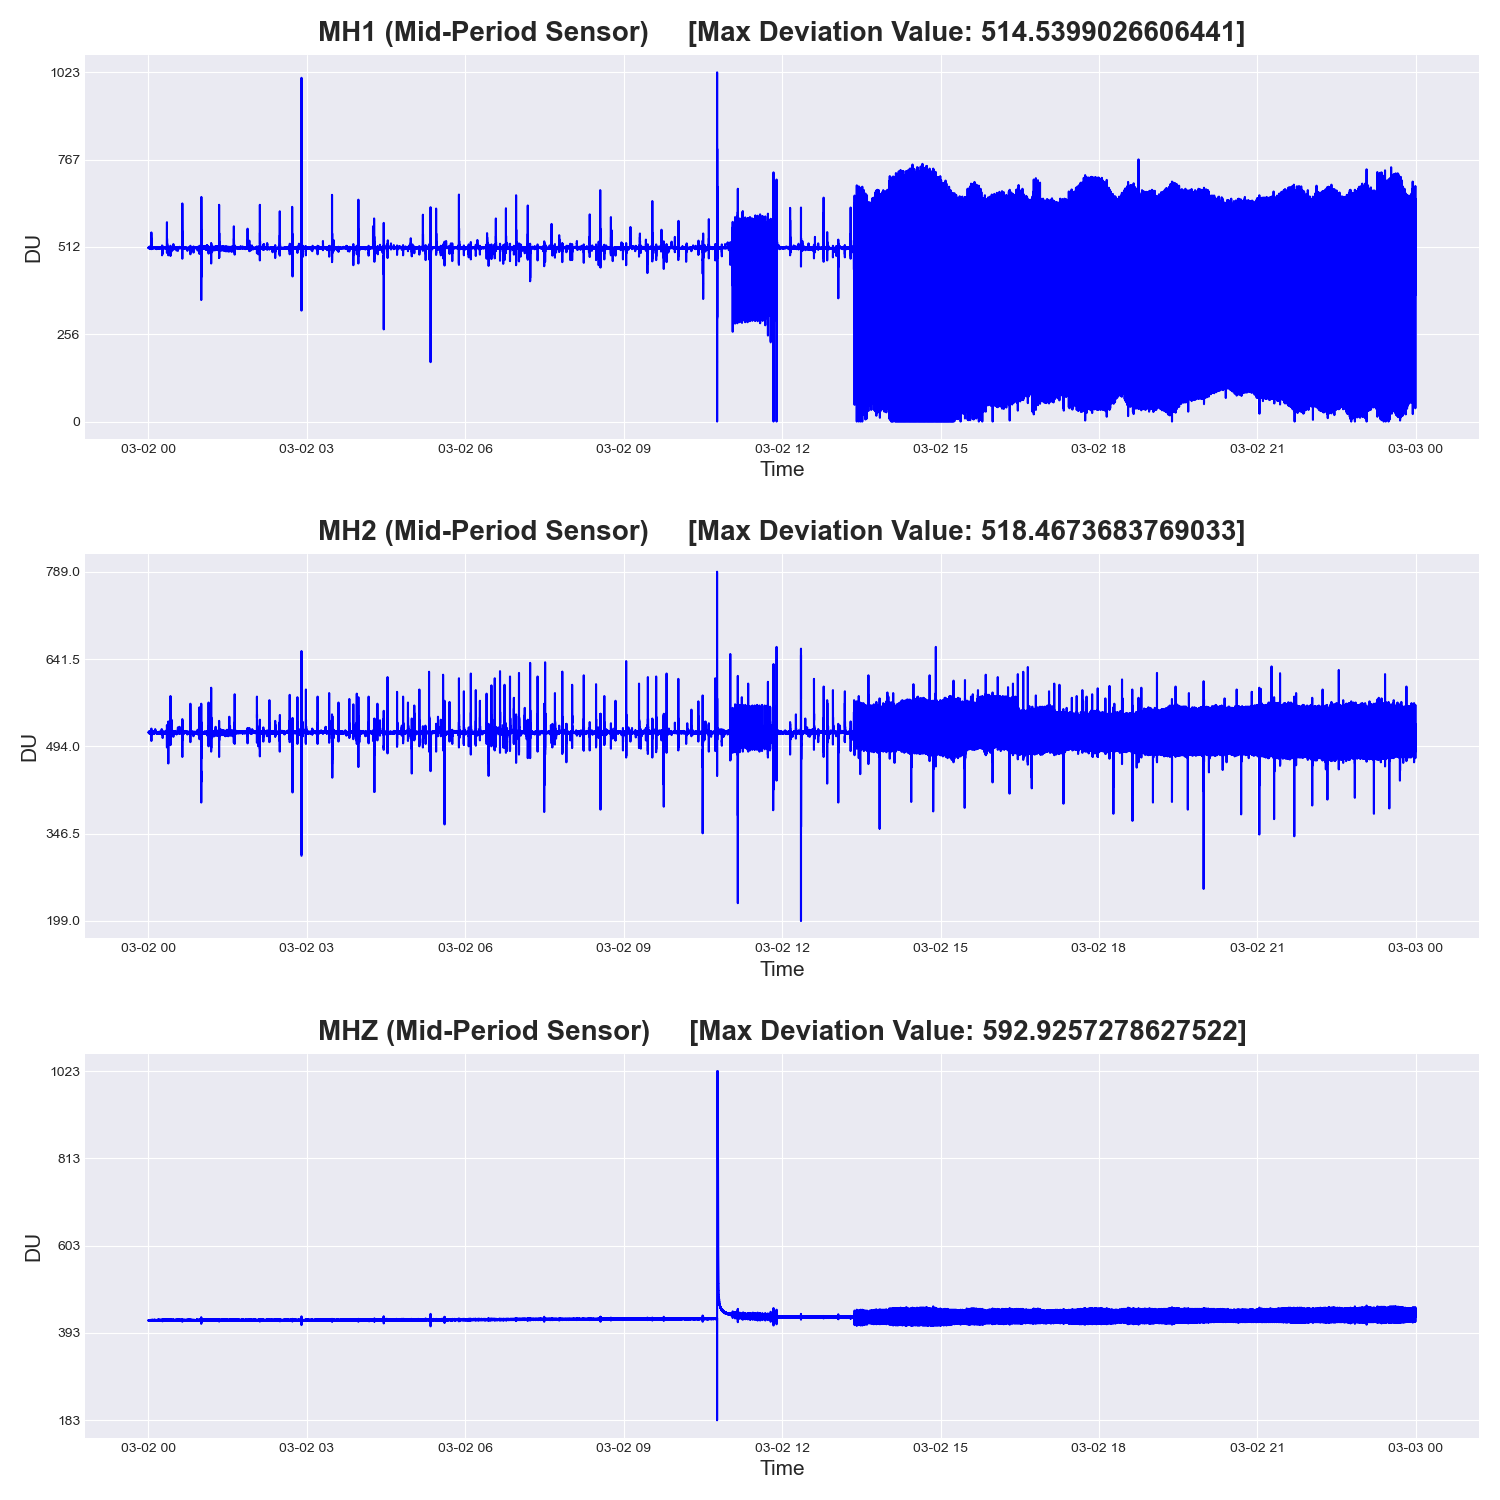 MH1 (Mid-Period Sensor) [Max Deviation Value: 514.5399026606441]
1023
767
512
256
0
DU
03-02 00 03-02 03 03-02 06 03-02 09 03-02 12 03-02 15 03-02 18 03-02 21 03-03 00
Time
MH2 (Mid-Period Sensor) [Max Deviation Value: 518.4673683769033]
789.0
641.5
494.0
346.5
199.0
DU
03-02 00 03-02 03 03-02 06 03-02 09 03-02 12 03-02 15 03-02 18 03-02 21 03-03 00
Time
MHZ (Mid-Period Sensor) [Max Deviation Value: 592.9257278627522]
1023
813
603
393
183
DU
03-02 00 03-02 03 03-02 06 03-02 09 03-02 12 03-02 15 03-02 18 03-02 21 03-03 00
Time